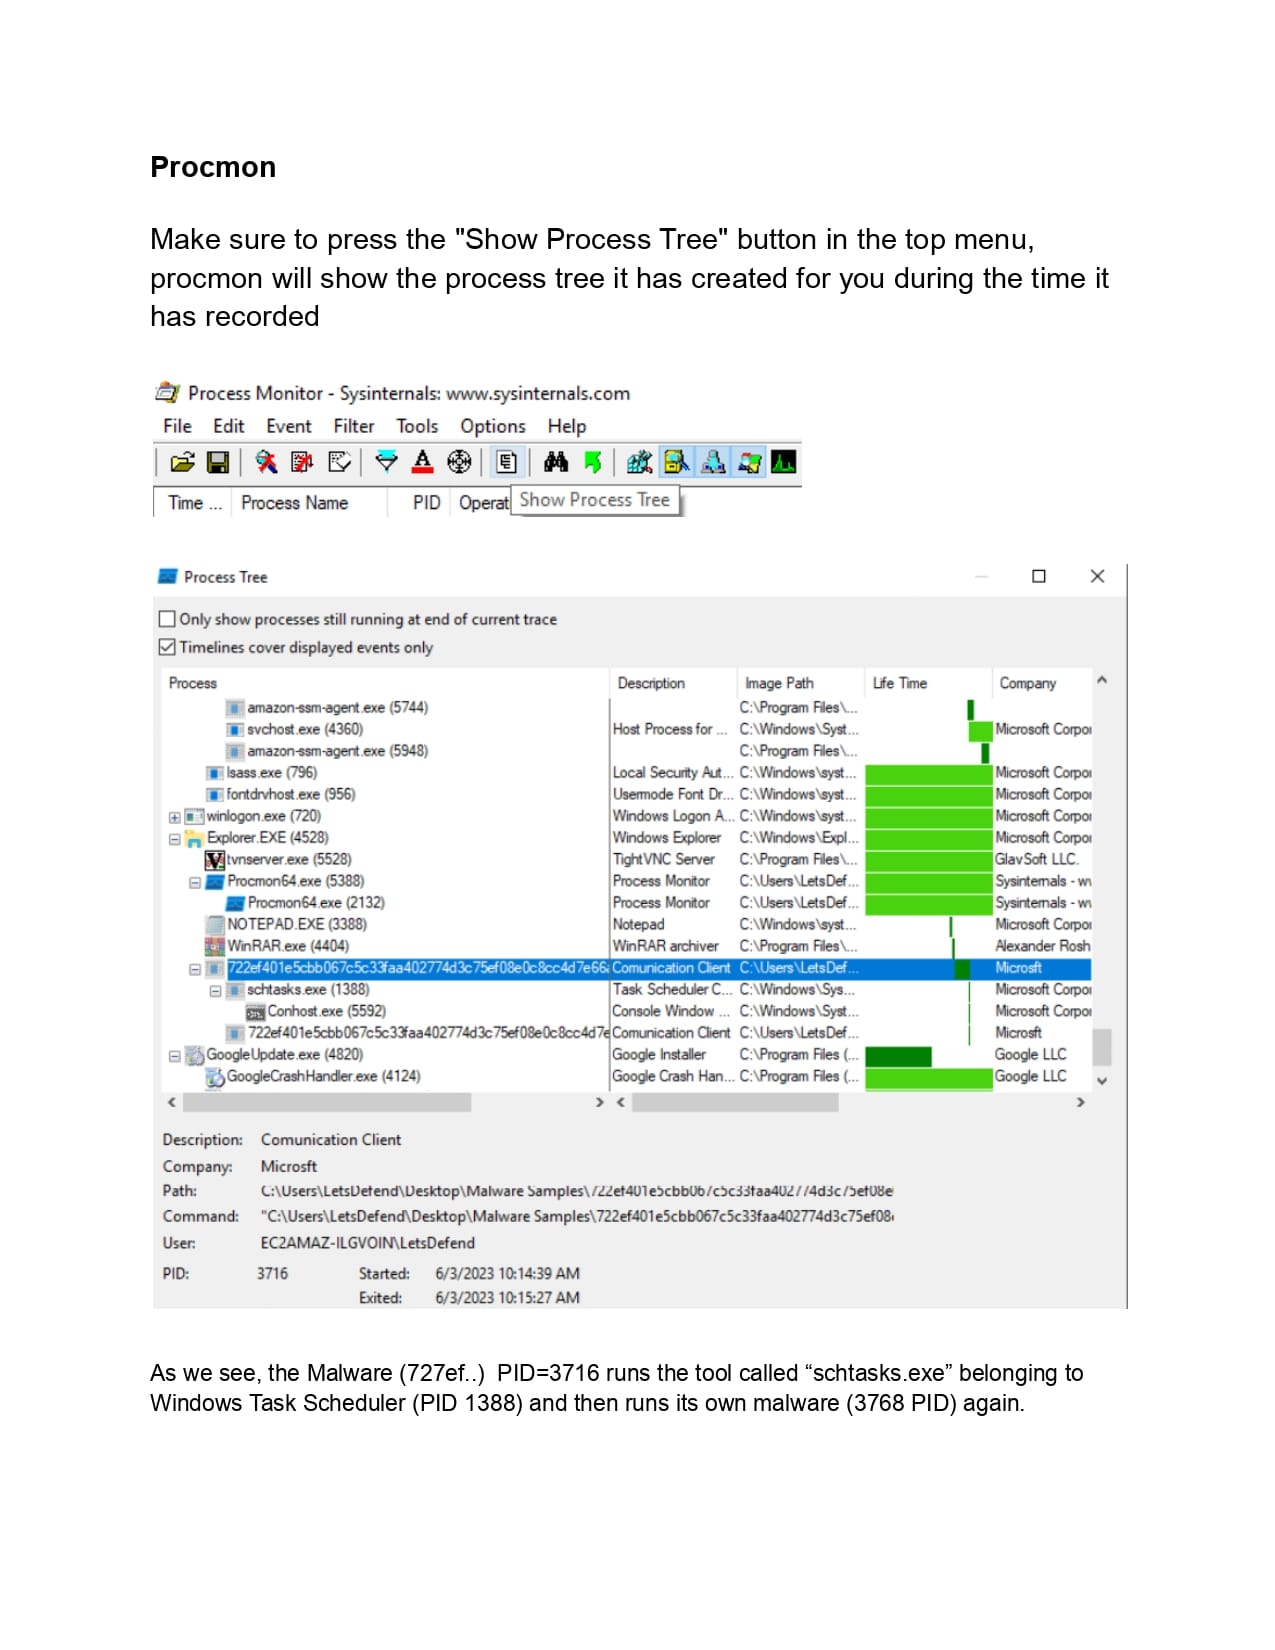 Procmon
Make sure to press the "Show Process Tree" button in the top menu,
procmon will show the process tree it has created for you during the time it
has recorded
Process Monitor - Sysinternals: www.sysinternals.com
File Edit Event Filter Tools Options Help
Time ... Process Name PID Operat Show Process Tree
Process Tree
Only show processes still running at end of current trace
Timelines cover displayed events only
Process Description Image Path Life Time Company
amazon-ssm-agent.exe (5744) C:\Program Files\...
svchost.exe (4360) Host Process for ... C:\Windows\Syst... Microsoft Corpor
amazon-ssm-agent.exe (5948) C:\Program Files\...
lsass.exe (796) Local Security Aut... C:\Windows\syst... Microsoft Corpor
fontdrvhost.exe (956) Usermode Font Dr... C:\Windows\syst... Microsoft Corpor
winlogon.exe (720) Windows Logon A... C:\Windows\syst... Microsoft Corpor
Explorer.EXE (4528) Windows Explorer C:\Windows\Expl... Microsoft Corpor
tvnserver.exe (5528) TightVNC Server C:\Program Files\... GlavSoft LLC.
Procmon64.exe (5388) Process Monitor C:\Users\LetsDef... Sysinternals - w
Procmon64.exe (2132) Process Monitor C:\Users\LetsDef... Sysinternals - w
NOTEPAD.EXE (3388) Notepad C:\Windows\syst... Microsoft Corpor
WinRAR.exe (4404) WinRAR archiver C:\Program Files\... Alexander Rosh
722ef401e5cbb067c5c33faa402774d3c75ef08e0c8cc4d7e66 Comunication Client C:\Users\LetsDef... Microsft
schtasks.exe (1388) Task Scheduler C... C:\Windows\Sys... Microsoft Corpor
Conhost.exe (5592) Console Window ... C:\Windows\Syst... Microsoft Corpor
722ef401e5cbb067c5c33faa402774d3c75ef08e0c8cc4d7e Comunication Client C:\Users\LetsDef... Microsft
GoogleUpdate.exe (4820) Google Installer C:\Program Files (... Google LLC
GoogleCrashHandler.exe (4124) Google Crash Han... C:\Program Files (... Google LLC
Description: Comunication Client
Company: Microsft
Path: C:\Users\LetsDefend\Desktop\Malware Samples\722ef401e5cbb067c5c33faa402774d3c75ef08e
Command: "C:\Users\LetsDefend\Desktop\Malware Samples\722ef401e5cbb067c5c33faa402774d3c75ef08
User: EC2AMAZ-ILGVOIN\LetsDefend
PID: 3716 Started: 6/3/2023 10:14:39 AM
Exited: 6/3/2023 10:15:27 AM
As we see, the Malware (727ef..) PID=3716 runs the tool called “schtasks.exe” belonging to
Windows Task Scheduler (PID 1388) and then runs its own malware (3768 PID) again.